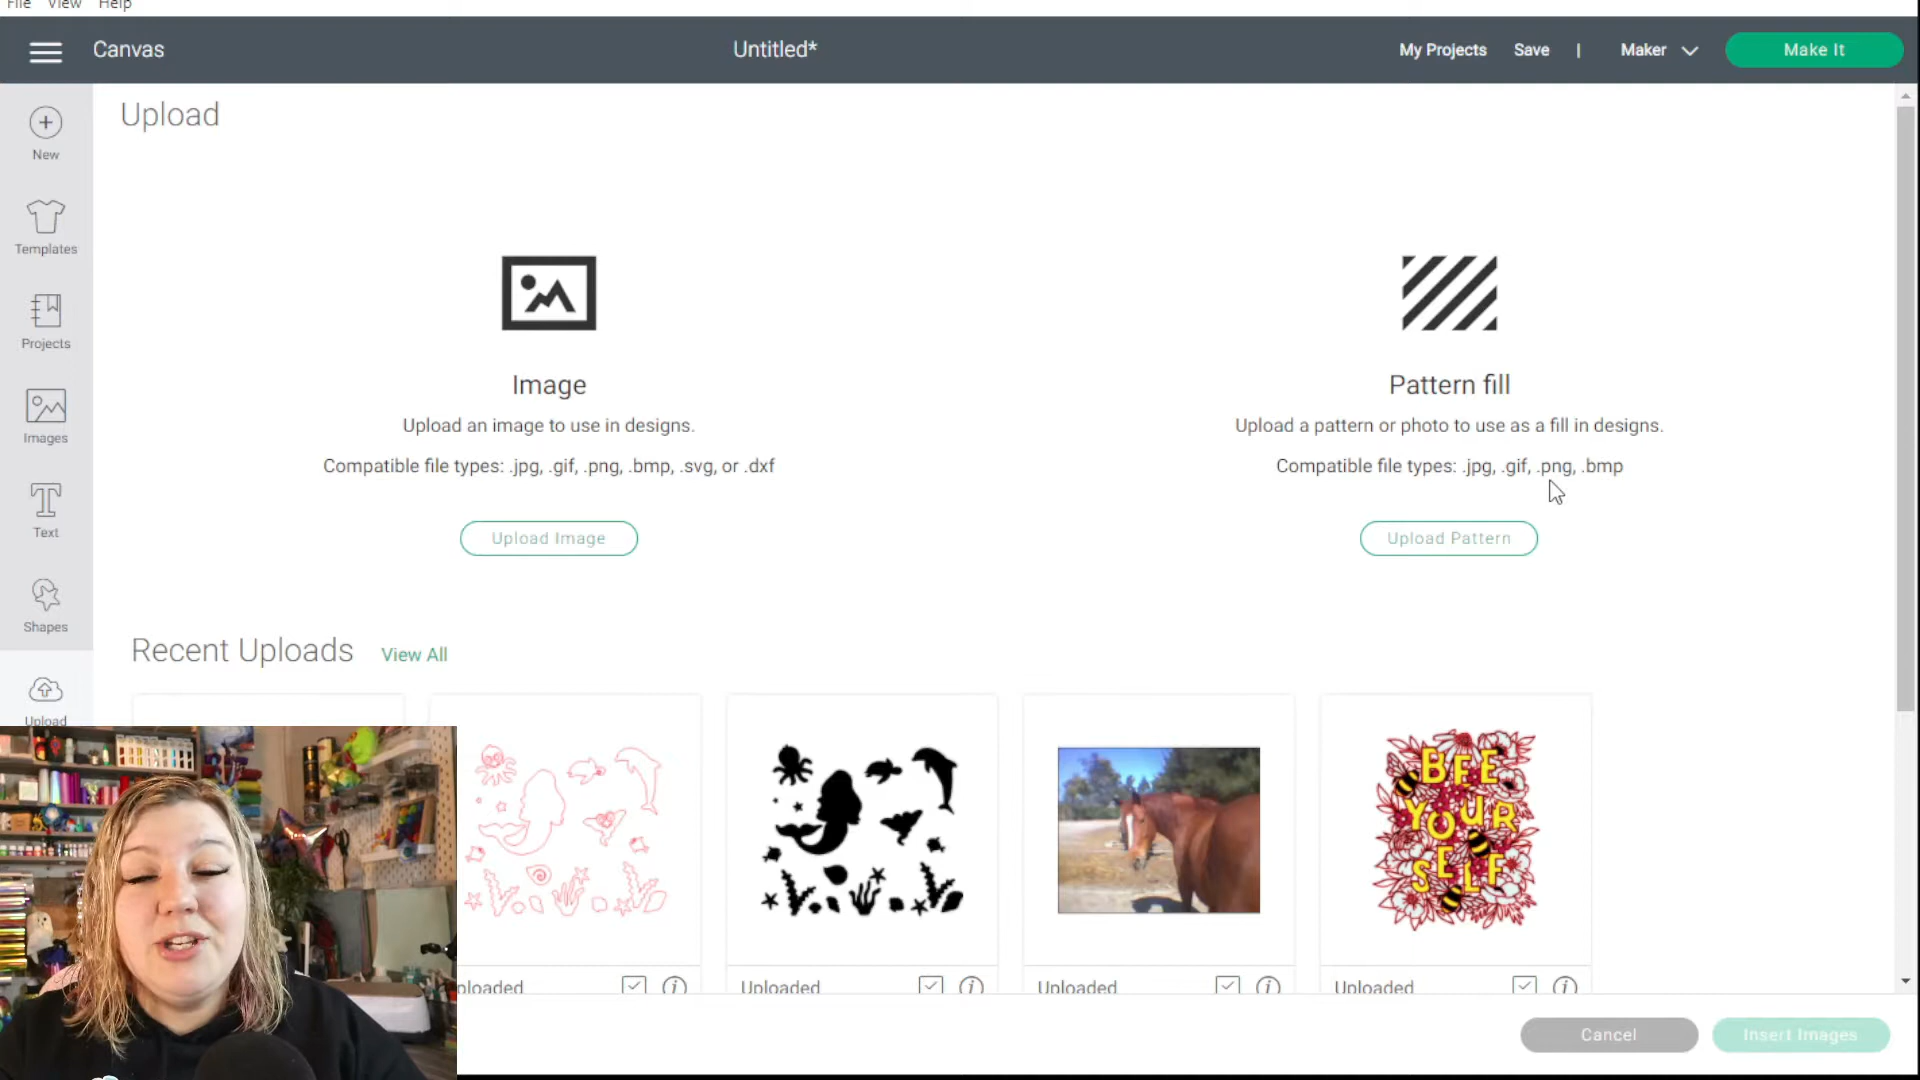 File View Help
Canvas Untitled* My Projects Save | Maker Make It
Upload
New
Templates
Projects
Images
Text
Shapes
Upload
Image
Upload an image to use in designs.
Compatible file types: .jpg, .gif, .png, .bmp, .svg, or .dxf
Upload Image
Pattern fill
Upload a pattern or photo to use as a fill in designs.
Compatible file types: .jpg, .gif, .png, .bmp
Upload Pattern
Recent Uploads View All
BEE
YOUR
SELF
ploaded Uploaded Uploaded Uploaded
Cancel Insert Images